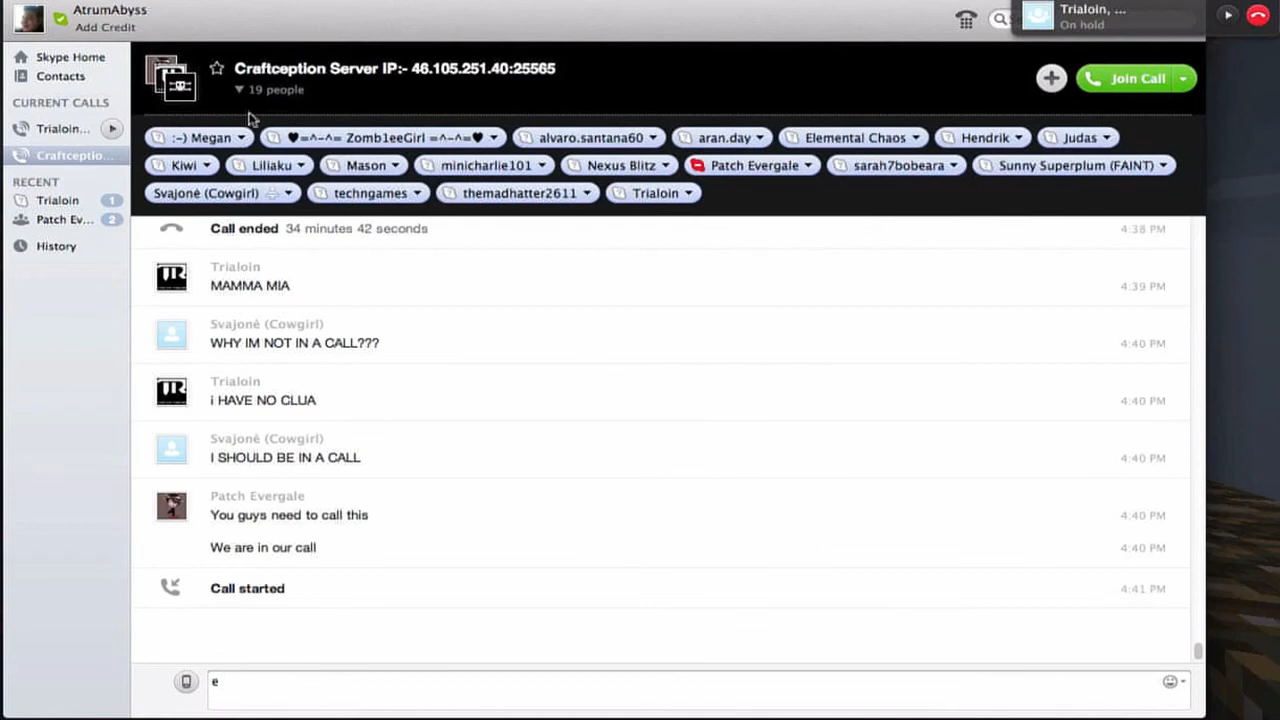 AtrumAbyss
Add Credit
Trialoin, ...
On hold
Skype Home
Contacts
CURRENT CALLS
Trialoin...
Craftceptio...
RECENT
Trialoin 1
Patch Ev... 2
History
Craftception Server IP:- 46.105.251.40:25565
19 people
Join Call
:-) Megan ♥=^-^= Zomb1eeGirl =^-^=♥ alvaro.santana60 aran.day Elemental Chaos Hendrik Judas
Kiwi Liliaku Mason minicharlie101 Nexus Blitz Patch Evergale sarah7bobeara Sunny Superplum (FAINT)
Svajonė (Cowgirl) techngames themadhatter2611 Trialoin
Call ended 34 minutes 42 seconds 4:38 PM
Trialoin
MAMMA MIA 4:39 PM
Svajonė (Cowgirl)
WHY IM NOT IN A CALL??? 4:40 PM
Trialoin
i HAVE NO CLUA 4:40 PM
Svajonė (Cowgirl)
I SHOULD BE IN A CALL 4:40 PM
Patch Evergale
You guys need to call this 4:40 PM
We are in our call 4:40 PM
Call started 4:41 PM
e